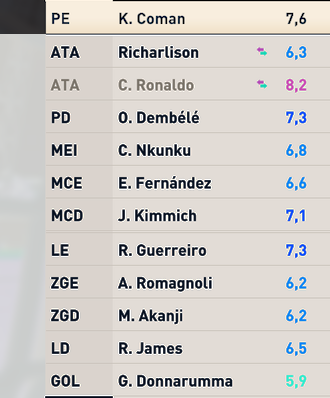 PE K. Coman 7,6
ATA Richarlison 6,3
ATA C. Ronaldo 8,2
PD O. Dembélé 7,3
MEI C. Nkunku 6,8
MCE E. Fernández 6,6
MCD J. Kimmich 7,1
LE R. Guerreiro 7,3
ZGE A. Romagnoli 6,2
ZGD M. Akanji 6,2
LD R. James 6,5
GOL G. Donnarumma 5,9